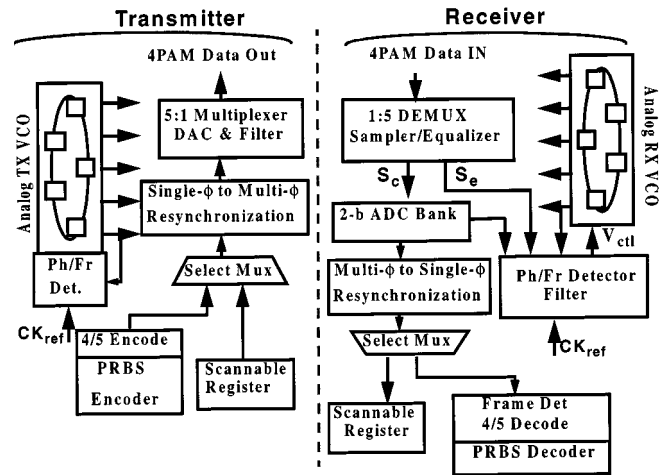 Transmitter
4PAM Data Out
Analog TX VCO
5:1 Multiplexer
DAC & Filter
Single-ϕ to Multi-ϕ
Resynchronization
Ph/Fr
Det.
Select Mux
CKref
4/5 Encode
PRBS
Encoder
Scannable
Register
Receiver
4PAM Data IN
Analog RX VCO
1:5 DEMUX
Sampler/Equalizer
Sc
Se
2-b ADC Bank
Vctl
Multi-ϕ to Single-ϕ
Resynchronization
Ph/Fr Detector
Filter
Select Mux
CKref
Scannable
Register
Frame Det
4/5 Decode
PRBS Decoder